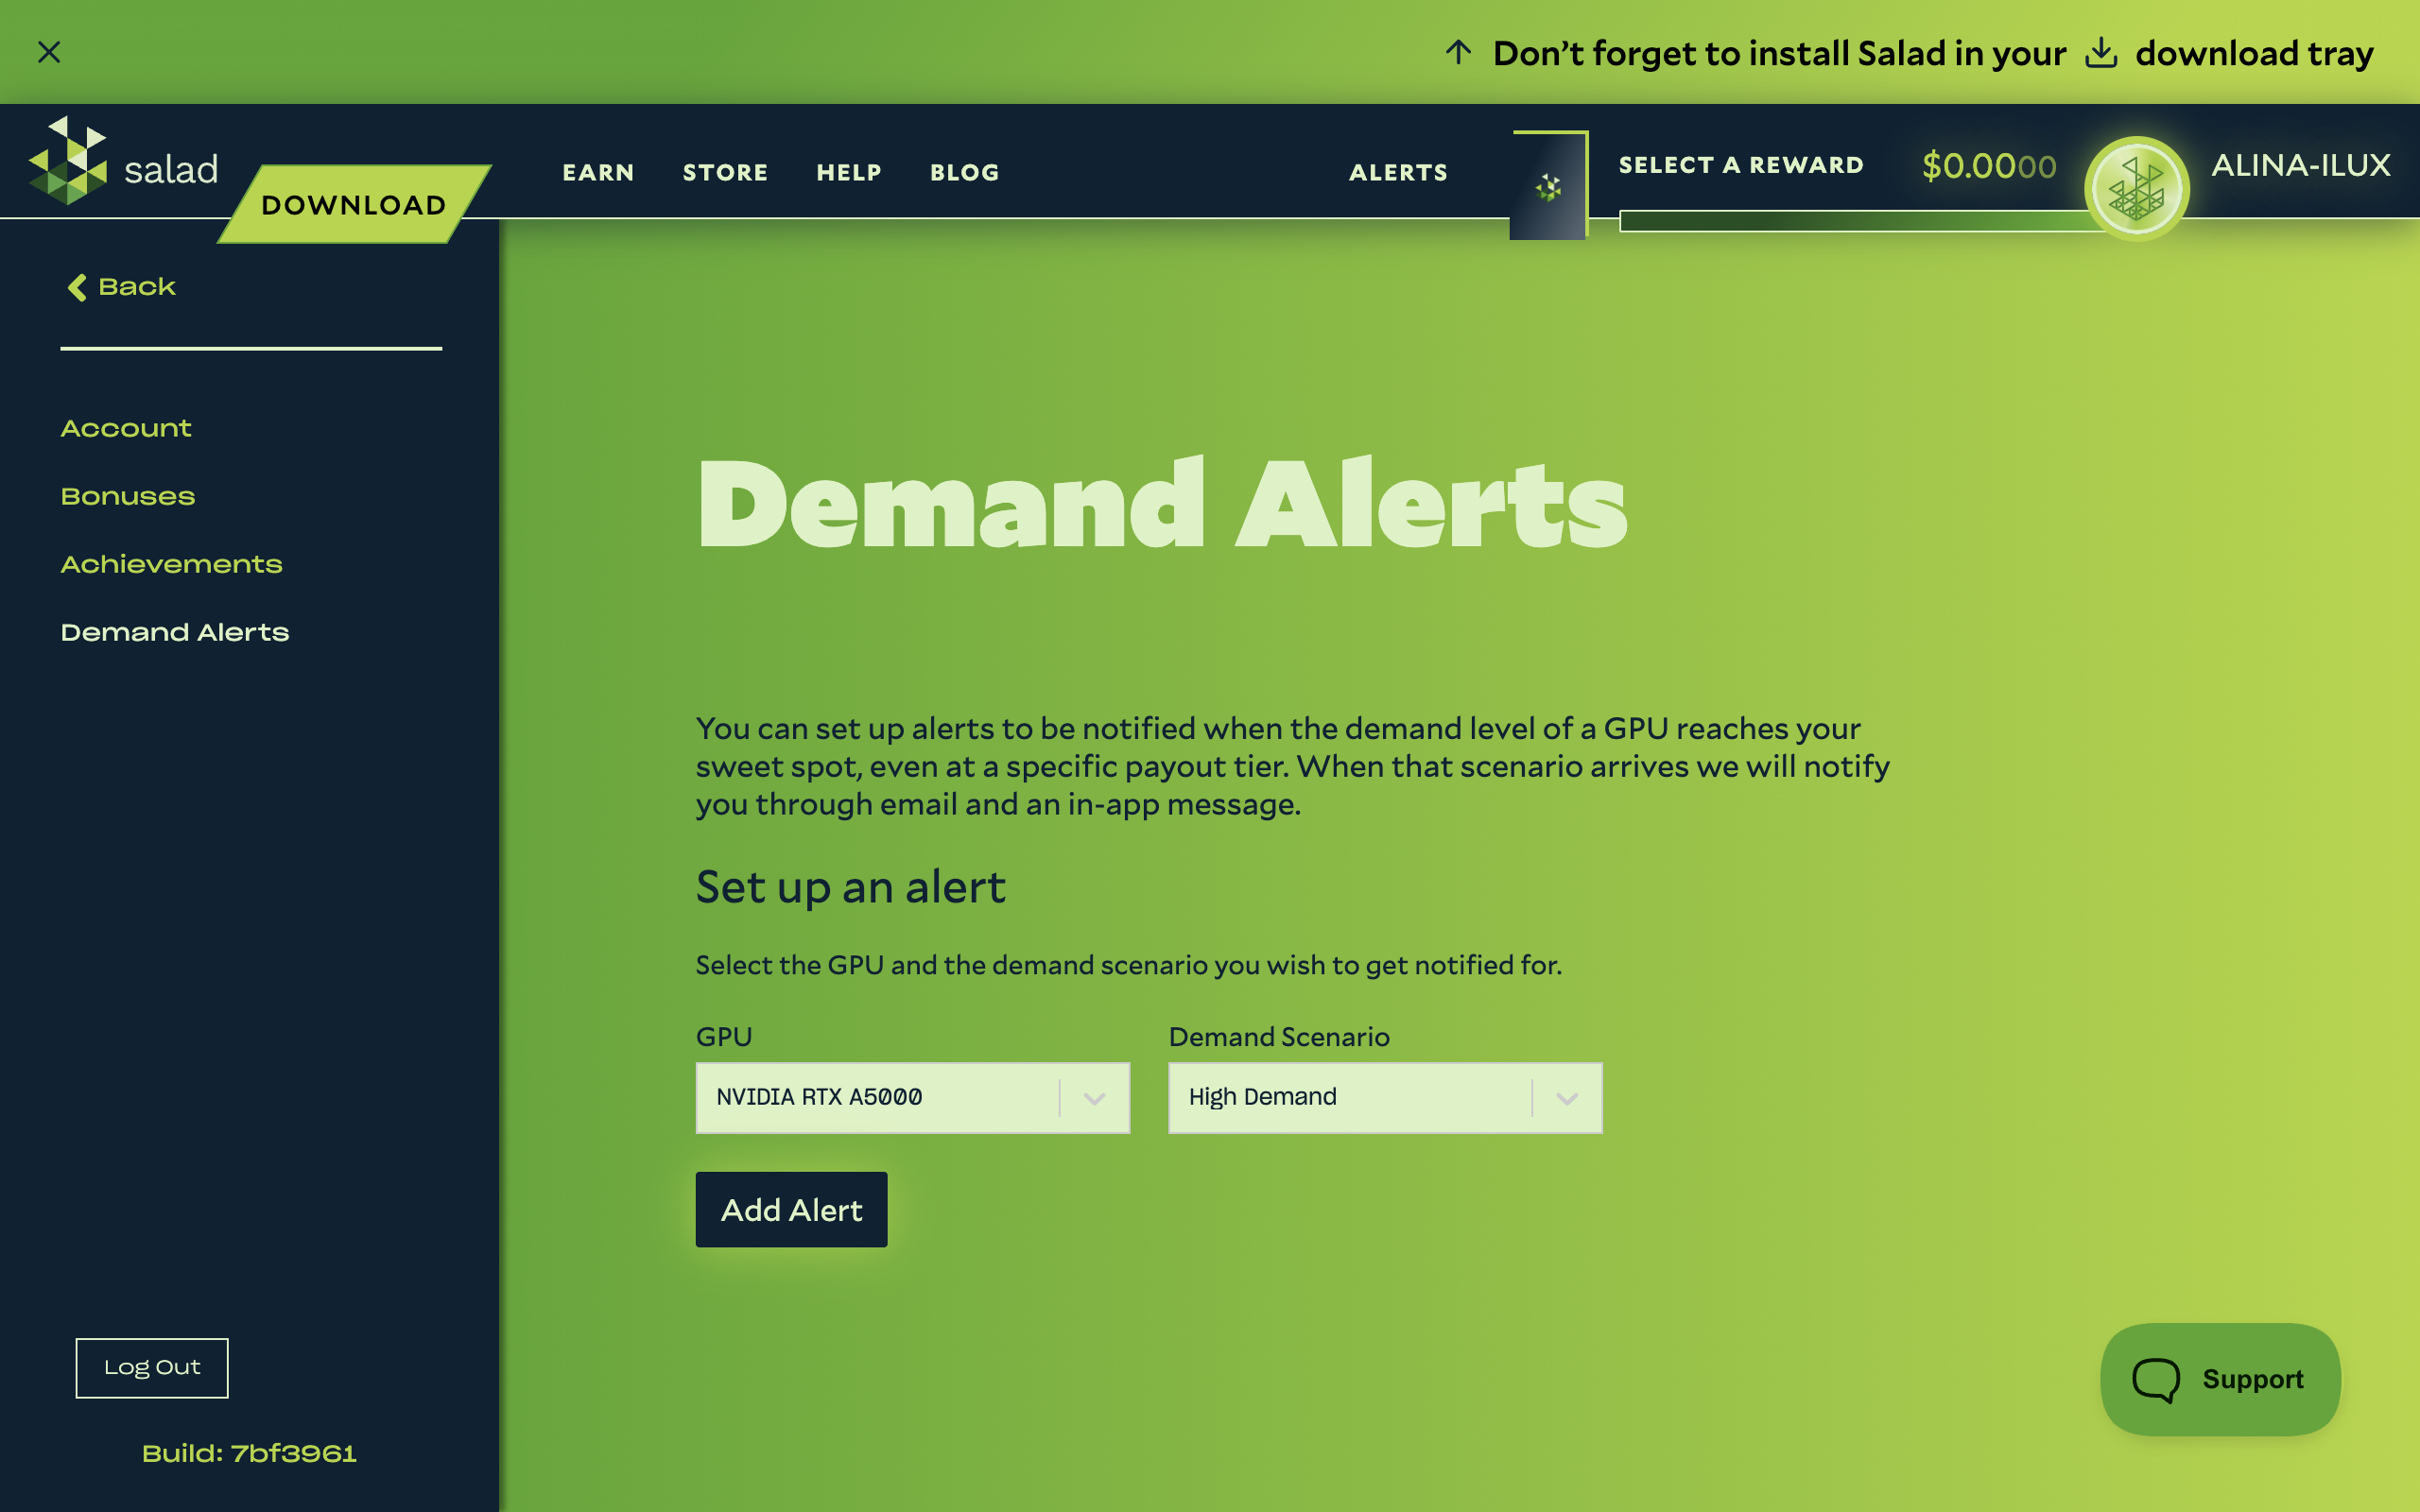 Don't forget to install Salad in your download tray
salad
DOWNLOAD
EARN
STORE
HELP
BLOG
ALERTS
SELECT A REWARD
$0.0000
ALINA-ILUX
Back
Account
Bonuses
Achievements
Demand Alerts
Log Out
Build: 7bf3961
Demand Alerts
You can set up alerts to be notified when the demand level of a GPU reaches your
sweet spot, even at a specific payout tier. When that scenario arrives we will notify
you through email and an in-app message.
Set up an alert
Select the GPU and the demand scenario you wish to get notified for.
GPU
Demand Scenario
NVIDIA RTX A5000
High Demand
Add Alert
Support